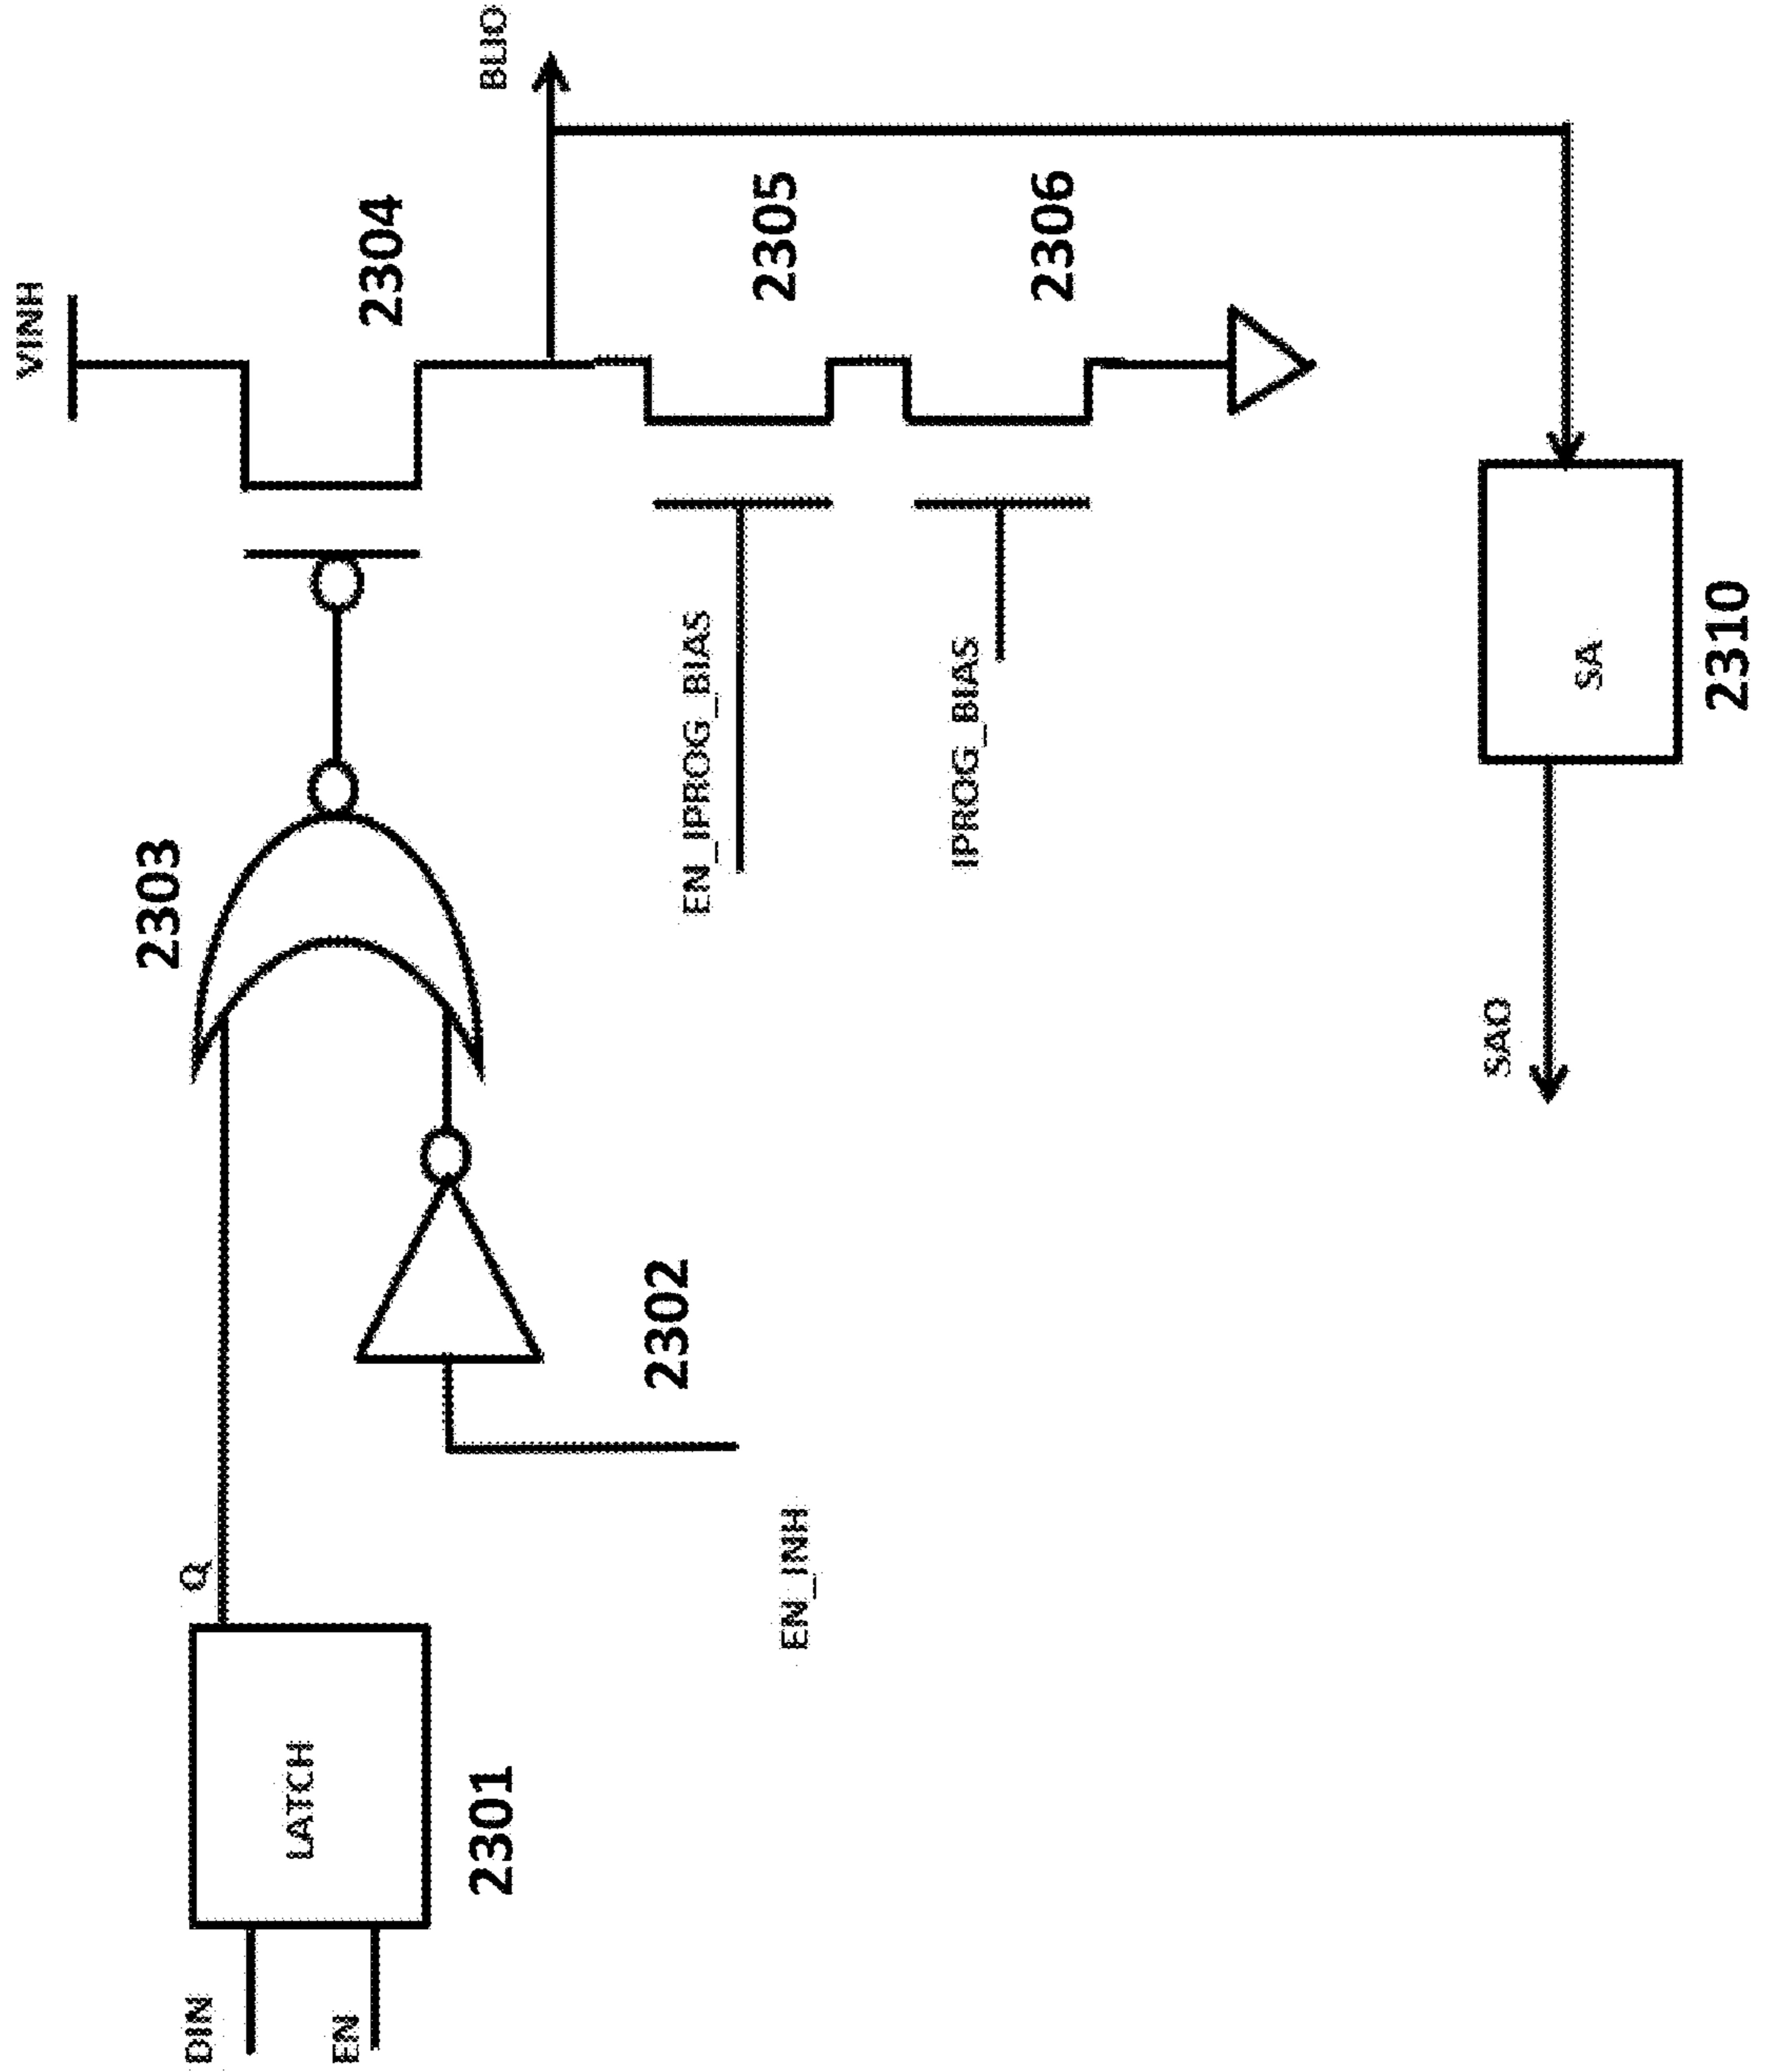 VINH
2304
BLIO
2303
2305
Q
DIN
LATCH
EN
2301
2302
EN_INH
EN_IPROG_BIAS
2306
IPROG_BIAS
SAO
SA
2310